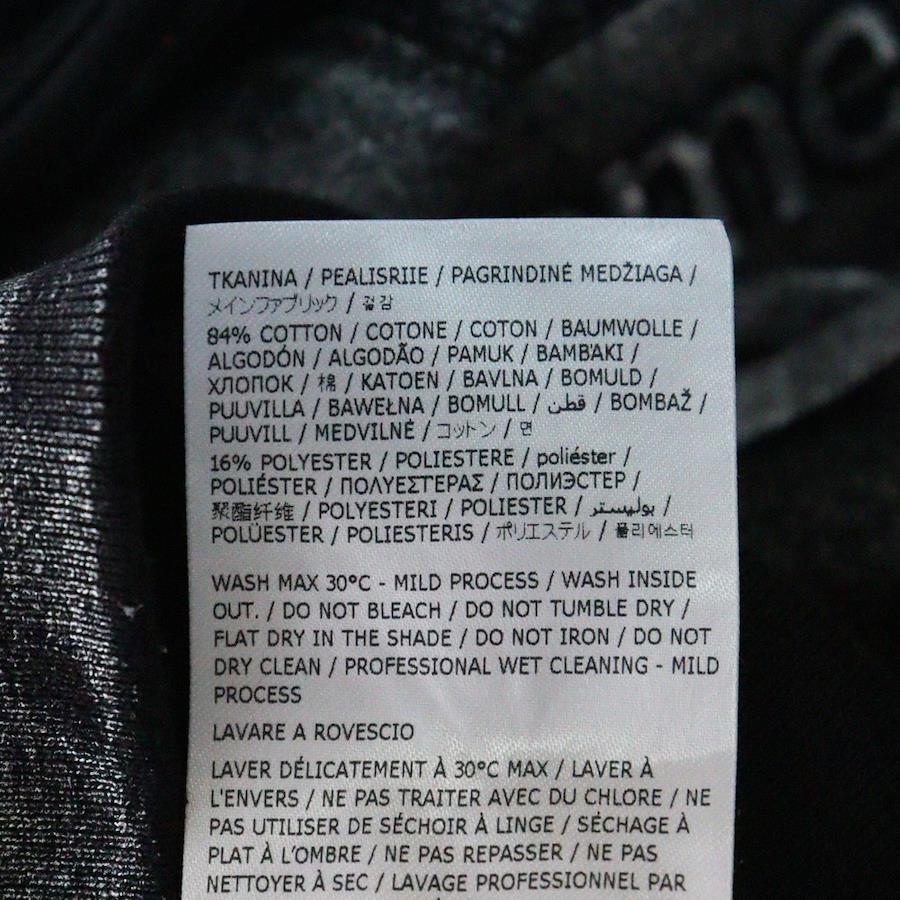 me
TKANINA / PEALISRIIE / PAGRINDINĖ MEDŽIAGA /
メインファブリック / 겉감
84% COTTON / COTONE / COTON / BAUMWOLLE /
ALGODÓN / ALGODÃO / PAMUK / BAMBAKI /
ХЛОПОК / 棉 / KATOEN / BAVLNA / BOMULD /
PUUVILLA / BAWEŁNA / BOMULL / قطن / BOMBAŽ /
PUUVILL / MEDVILNĖ / コットン / 면
16% POLYESTER / POLIESTERE / poliéster /
POLIÉSTER / ΠΟΛΥΕΣΤΕΡΑΣ / ПОЛИЭСТЕР /
聚酯纤维 / POLYESTERI / POLIESTER / بوليستر /
POLÜESTER / POLIESTERIS / ポリエステル / 폴리에스터
WASH MAX 30°C - MILD PROCESS / WASH INSIDE
OUT. / DO NOT BLEACH / DO NOT TUMBLE DRY /
FLAT DRY IN THE SHADE / DO NOT IRON / DO NOT
DRY CLEAN / PROFESSIONAL WET CLEANING - MILD
PROCESS
LAVARE A ROVESCIO
LAVER DÉLICATEMENT À 30°C MAX / LAVER À
L'ENVERS / NE PAS TRAITER AVEC DU CHLORE / NE
PAS UTILISER DE SÉCHOIR À LINGE / SÉCHAGE À
PLAT À L'OMBRE / NE PAS REPASSER / NE PAS
NETTOYER À SEC / LAVAGE PROFESSIONNEL PAR